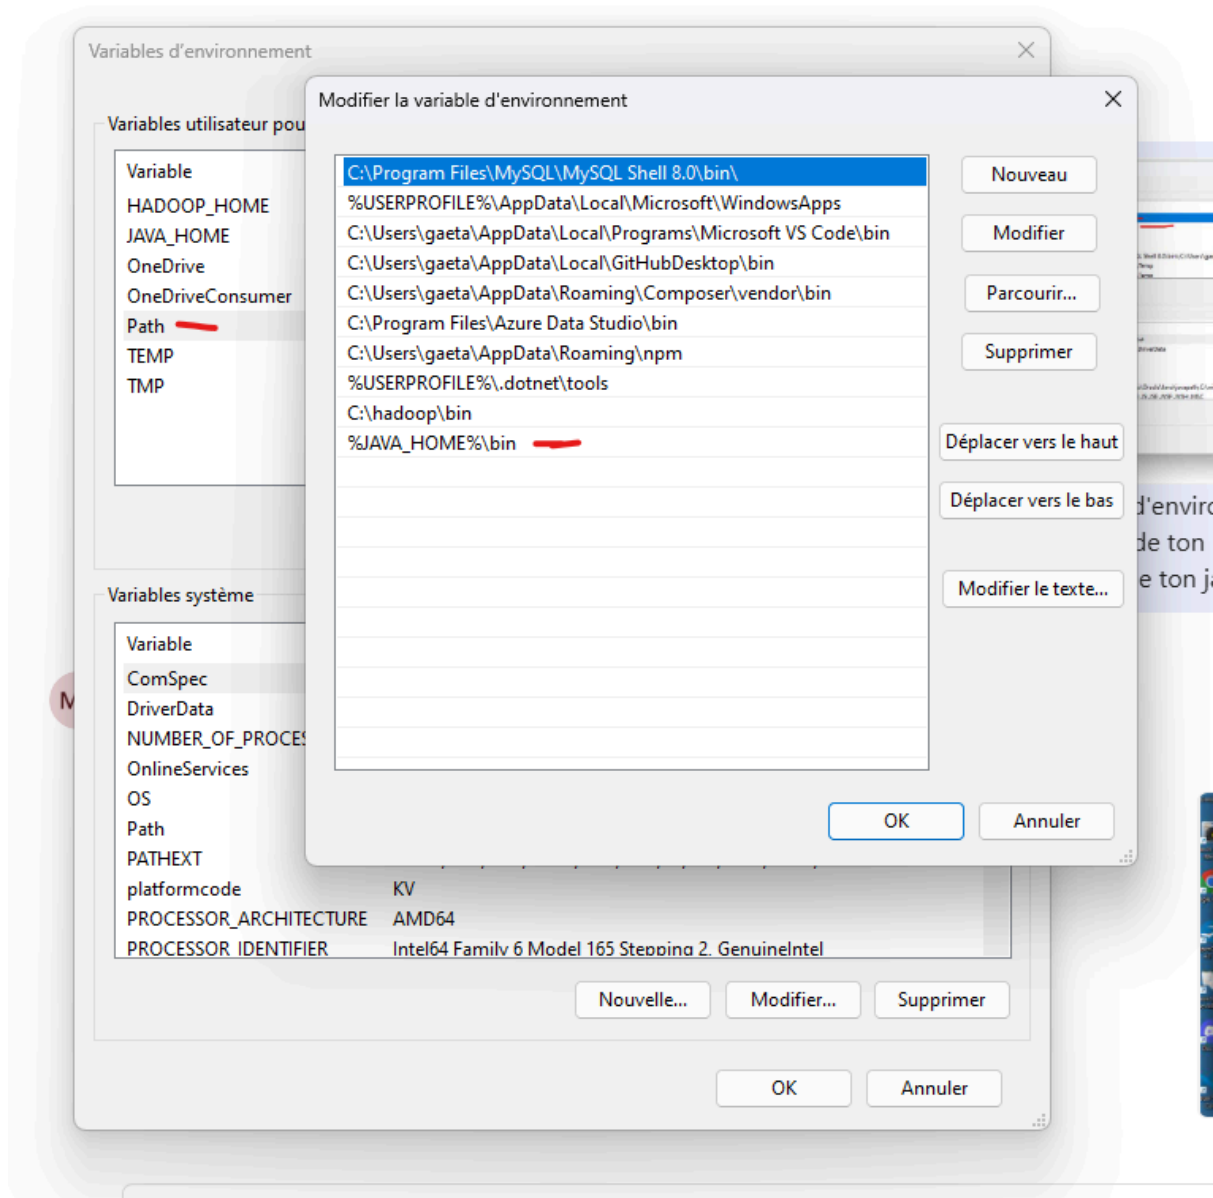 Variables d'environnement
Modifier la variable d'environnement
Variables utilisateur pou
Variable
HADOOP_HOME
JAVA_HOME
OneDrive
OneDriveConsumer
Path
TEMP
TMP
C:\Program Files\MySQL\MySQL Shell 8.0\bin\
%USERPROFILE%\AppData\Local\Microsoft\WindowsApps
C:\Users\gaeta\AppData\Local\Programs\Microsoft VS Code\bin
C:\Users\gaeta\AppData\Local\GitHubDesktop\bin
C:\Users\gaeta\AppData\Roaming\Composer\vendor\bin
C:\Program Files\Azure Data Studio\bin
C:\Users\gaeta\AppData\Roaming\npm
%USERPROFILE%\.dotnet\tools
C:\hadoop\bin
%JAVA_HOME%\bin
Nouveau
Modifier
Parcourir...
Supprimer
Déplacer vers le haut
Déplacer vers le bas
Modifier le texte...
OK
Annuler
Variables système
Variable
ComSpec
DriverData
NUMBER_OF_PROCES
OnlineServices
OS
Path
PATHEXT
platformcode KV
PROCESSOR_ARCHITECTURE AMD64
PROCESSOR_IDENTIFIER Intel64 Family 6 Model 165 Stepping 2, GenuineIntel
Nouvelle...
Modifier...
Supprimer
OK
Annuler
d'enviro
de ton
e ton j
M